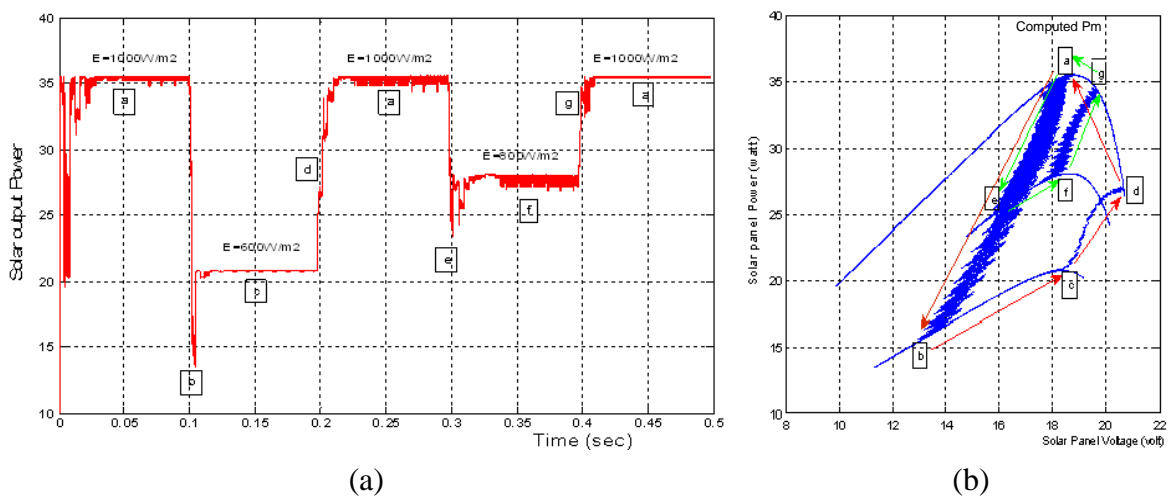 40
35
30
25
20
15
10
Solar output Power
0
0.05
0.1
0.15
0.2
0.25
0.3
0.35
0.4
0.45
0.5
Time (sec)
E=1000W/m2
E=1000W/m2
E=1000W/m2
E=800W/m2
E=600W/m2
a
a
a
g
d
f
e
b
(a)
40
35
30
25
20
15
10
Solar panel Power (watt)
8
10
12
14
16
18
20
22
Solar Panel Voltage (volt)
Computed Pm
a
g
e
f
d
c
b
(b)